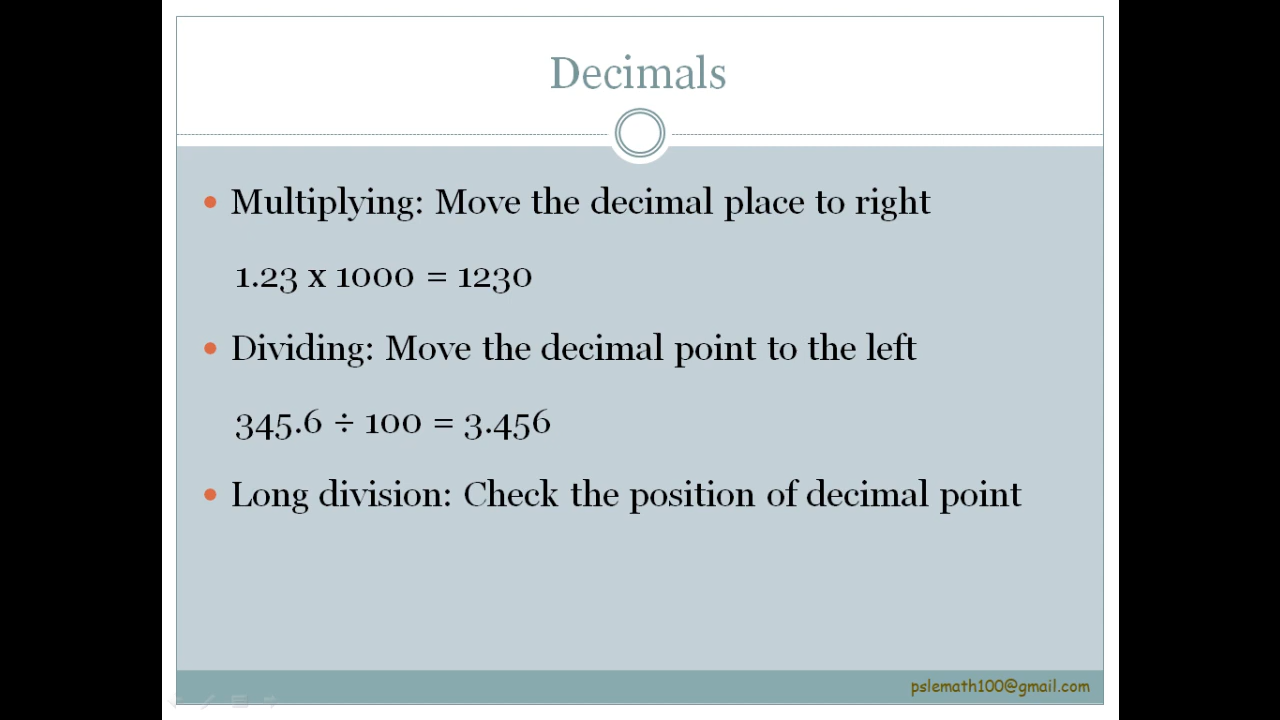 Decimals
Multiplying: Move the decimal place to right
1.23 x 1000 = 1230
Dividing: Move the decimal point to the left
345.6 ÷ 100 = 3.456
Long division: Check the position of decimal point
pslemath100@gmail.com